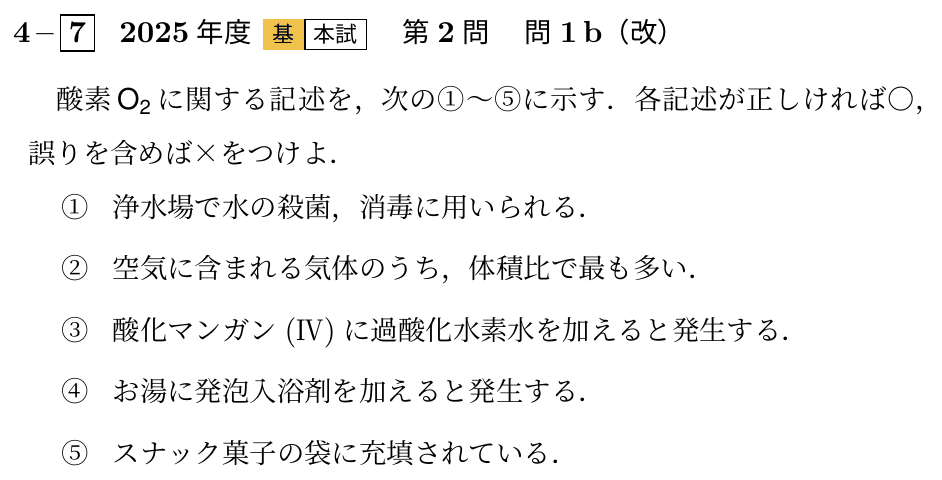 4-7 2025年度 基 本試 第2問 問1b（改）
酸素O₂に関する記述を，次の①～⑤に示す．各記述が正しければ○，
誤りを含めば×をつけよ．
① 浄水場で水の殺菌，消毒に用いられる．
② 空気に含まれる気体のうち，体積比で最も多い．
③ 酸化マンガン (Ⅳ) に過酸化水素水を加えると発生する．
④ お湯に発泡入浴剤を加えると発生する．
⑤ スナック菓子の袋に充填されている．